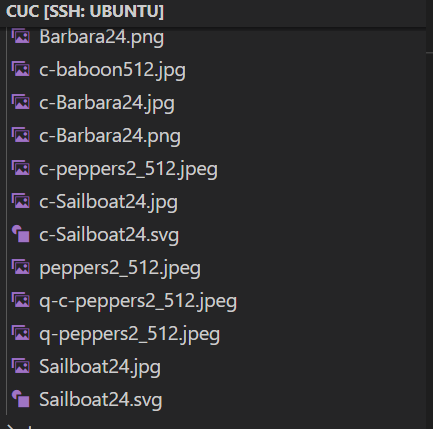 CUC [SSH: UBUNTU]
Barbara24.png
c-baboon512.jpg
c-Barbara24.jpg
c-Barbara24.png
c-peppers2_512.jpeg
c-Sailboat24.jpg
c-Sailboat24.svg
peppers2_512.jpeg
q-c-peppers2_512.jpeg
q-peppers2_512.jpeg
Sailboat24.jpg
Sailboat24.svg